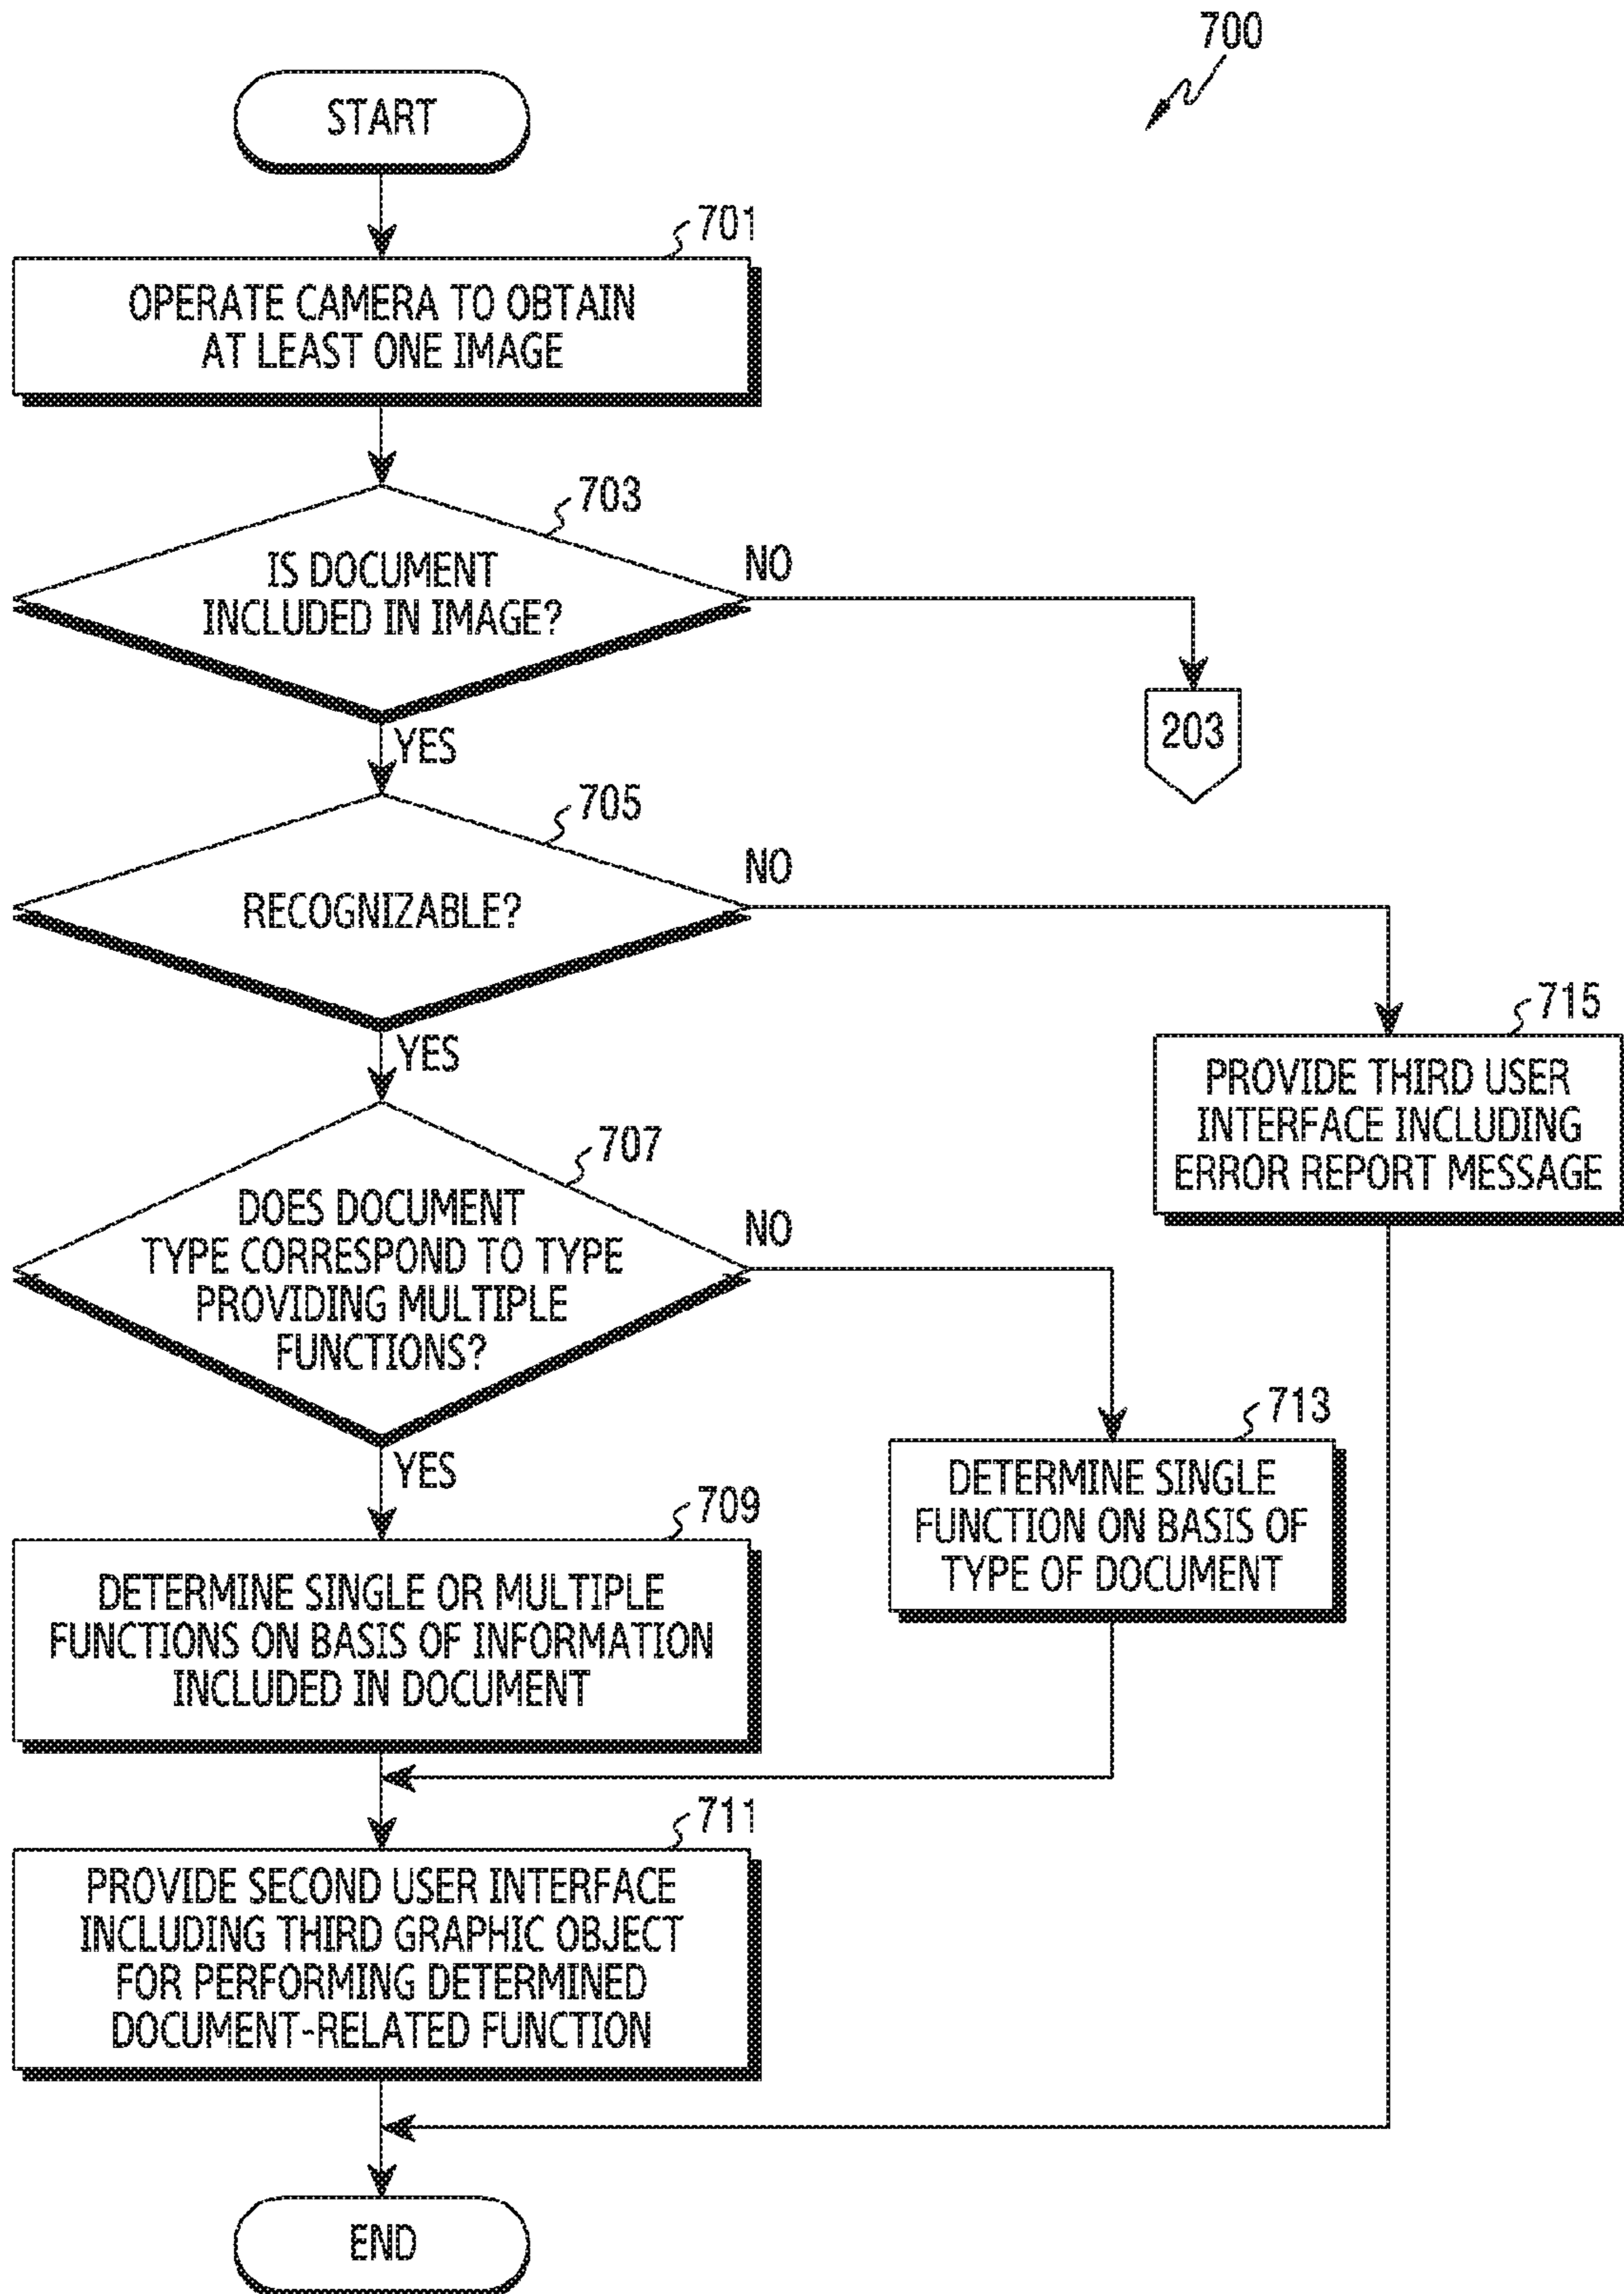 700
START
701
OPERATE CAMERA TO OBTAIN
AT LEAST ONE IMAGE
703
IS DOCUMENT
INCLUDED IN IMAGE?
NO
203
YES
705
RECOGNIZABLE?
NO
YES
715
PROVIDE THIRD USER
INTERFACE INCLUDING
ERROR REPORT MESSAGE
707
DOES DOCUMENT
TYPE CORRESPOND TO TYPE
PROVIDING MULTIPLE
FUNCTIONS?
NO
YES
713
DETERMINE SINGLE
FUNCTION ON BASIS OF
TYPE OF DOCUMENT
709
DETERMINE SINGLE OR MULTIPLE
FUNCTIONS ON BASIS OF INFORMATION
INCLUDED IN DOCUMENT
711
PROVIDE SECOND USER INTERFACE
INCLUDING THIRD GRAPHIC OBJECT
FOR PERFORMING DETERMINED
DOCUMENT-RELATED FUNCTION
END